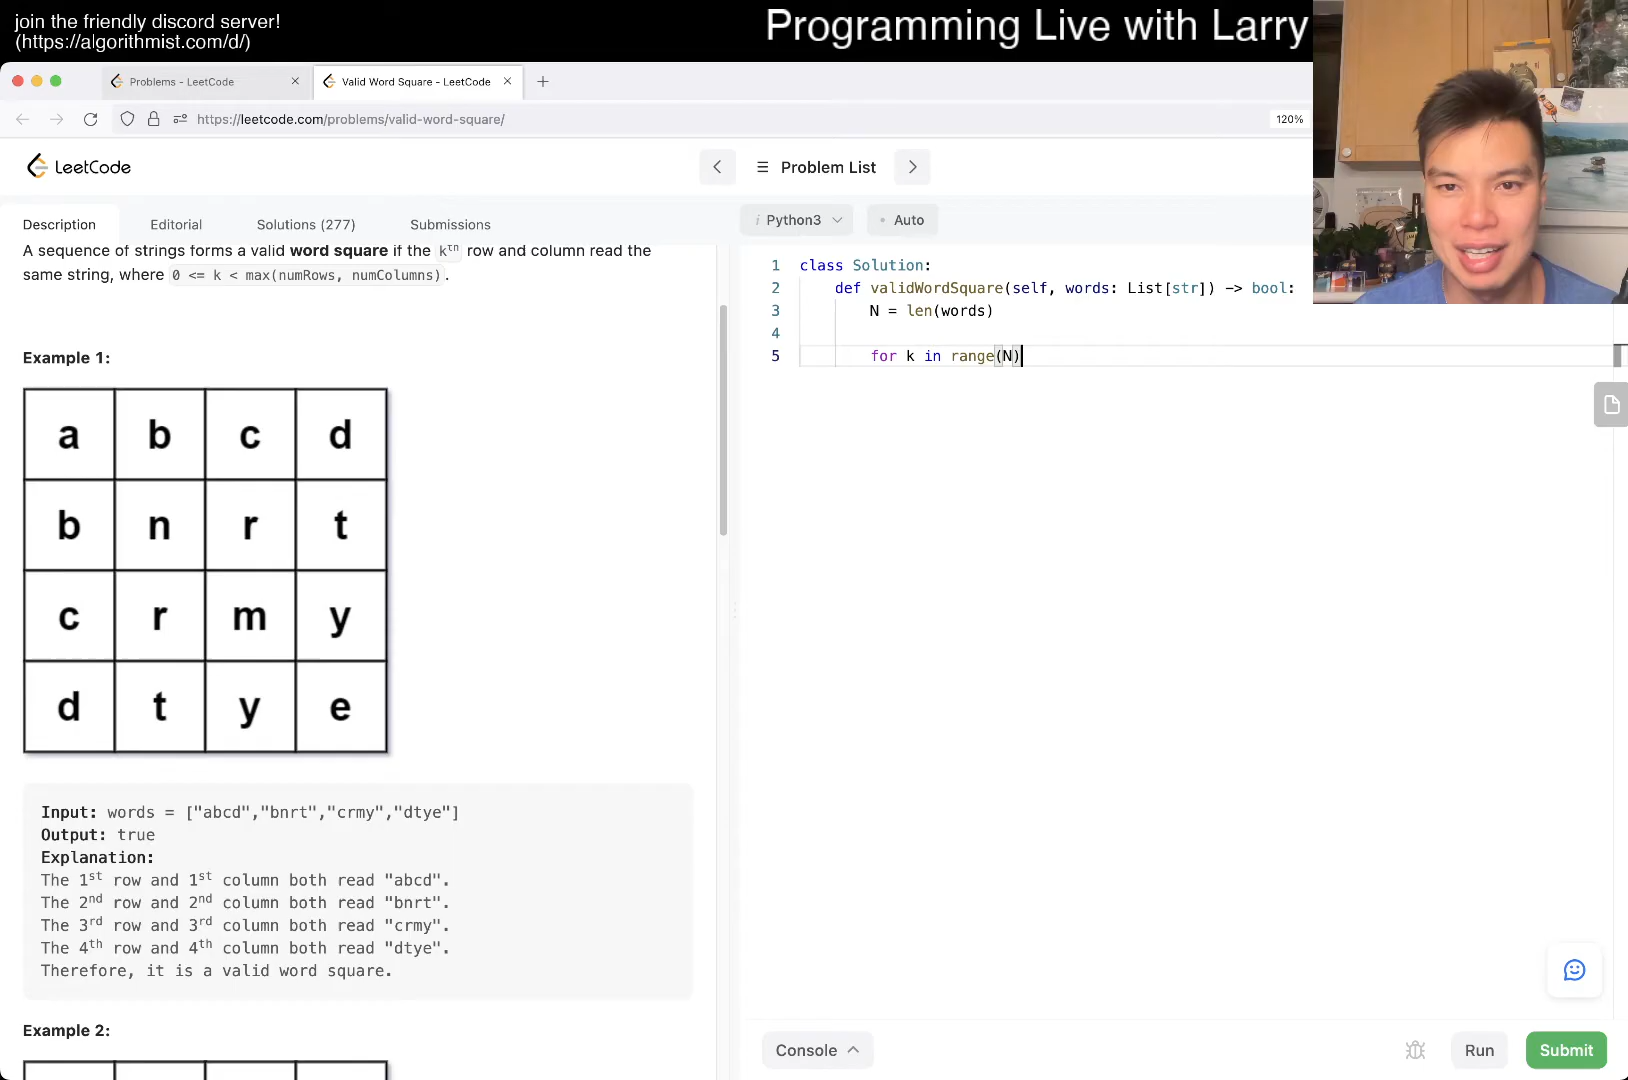 join the friendly discord server!
(https://algorithmist.com/d/)
Programming Live with Larry
Problems - LeetCode
Valid Word Square - LeetCode
https://leetcode.com/problems/valid-word-square/
120%
LeetCode
Problem List
Description
Editorial
Solutions (277)
Submissions
A sequence of strings forms a valid word square if the kth row and column read the
same string, where 0 <= k < max(numRows, numColumns).
Example 1:
a b c d
b n r t
c r m y
d t y e
Input: words = ["abcd","bnrt","crmy","dtye"]
Output: true
Explanation:
The 1st row and 1st column both read "abcd".
The 2nd row and 2nd column both read "bnrt".
The 3rd row and 3rd column both read "crmy".
The 4th row and 4th column both read "dtye".
Therefore, it is a valid word square.
Example 2:
i Python3
Auto
1 class Solution:
2 def validWordSquare(self, words: List[str]) -> bool:
3 N = len(words)
4
5 for k in range(N)
Console
Run
Submit